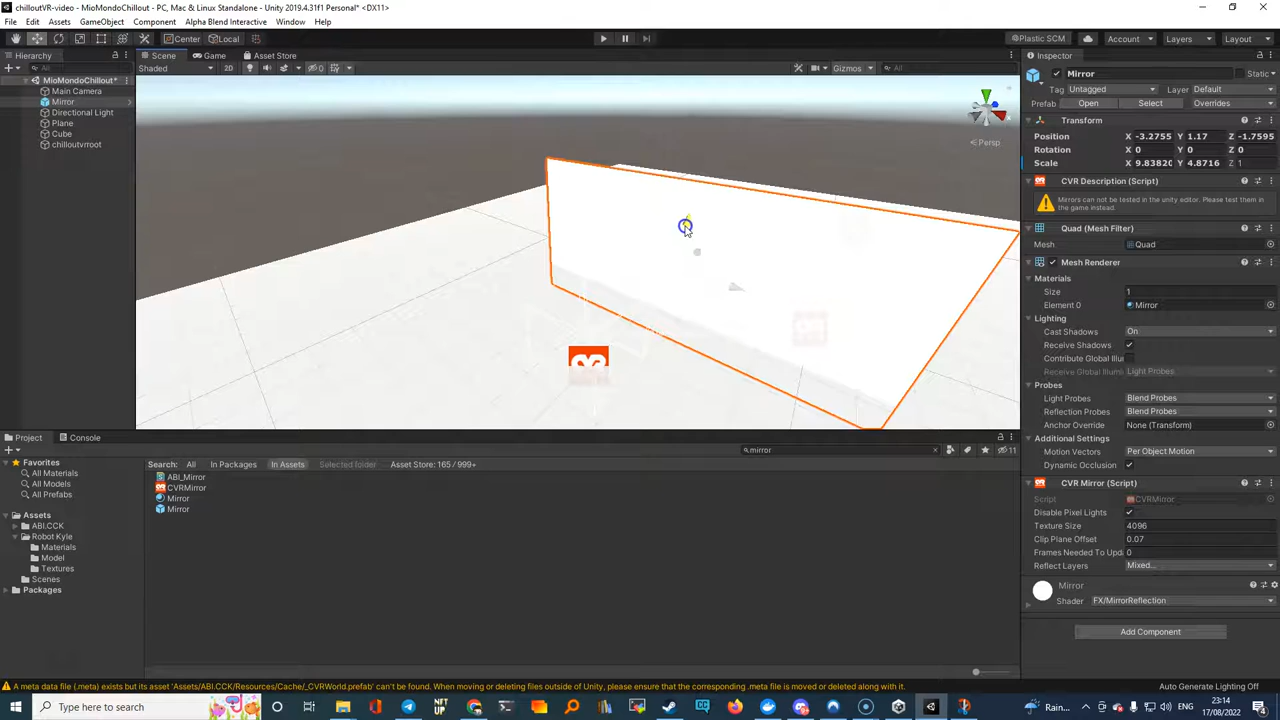 chilloutVR-video - MioMondoChillout - PC, Mac & Linux Standalone - Unity 2019.4.31f1 Personal* <DX11>
File Edit Assets GameObject Component Alpha Blend Interactive Window Help
Center Local Plastic SCM Account Layers Layout
Hierarchy
All
MioMondoChillout*
Main Camera
Mirror
Directional Light
Plane
Cube
chilloutvrroot
Scene Game Asset Store
Shaded 2D 0 Gizmos All
Persp
Inspector
Mirror Static
Tag Untagged Layer Default
Prefab Open Select Overrides
Transform
Position X -3.2755 Y 1.17 Z -1.7595
Rotation X 0 Y 0 Z 0
Scale X 9.83820 Y 4.8716 Z 1
CVR Description (Script)
Mirrors can not be tested in the unity editor. Please test them
in the game instead.
Quad (Mesh Filter)
Mesh Quad
Mesh Renderer
Materials
Size 1
Element 0 Mirror
Lighting
Cast Shadows On
Receive Shadows
Contribute Global Illu
Receive Global Illum Light Probes
Probes
Light Probes Blend Probes
Reflection Probes Blend Probes
Anchor Override None (Transform)
Additional Settings
Motion Vectors Per Object Motion
Dynamic Occlusion
CVR Mirror (Script)
Script CVRMirror
Disable Pixel Lights
Texture Size 4096
Clip Plane Offset 0.07
Frames Needed To Upda 0
Reflect Layers Mixed...
Mirror
Shader FX/MirrorReflection
Add Component
Project Console
mirror 11
Favorites
All Materials
All Models
All Prefabs
Assets
ABI.CCK
Robot Kyle
Materials
Model
Textures
Scenes
Packages
Search: All In Packages In Assets Selected folder Asset Store: 165 / 999+
ABI_Mirror
CVRMirror
Mirror
Mirror
A meta data file (.meta) exists but its asset 'Assets/ABI.CCK/Resources/Cache/_CVRWorld.prefab' can't be found. When moving or deleting files outside of Unity, please ensure that the corresponding .meta file is moved or deleted along with it.
Auto Generate Lighting Off
Type here to search
NFT
UP
Rain...
23:14
17/08/2022